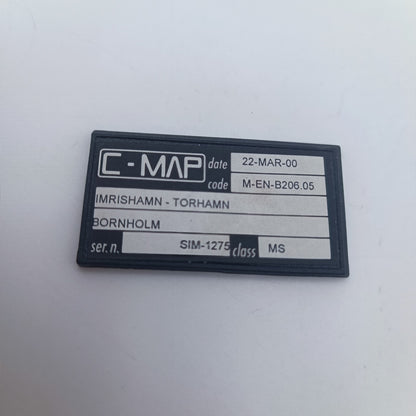 C-MAP date 22-MAR-00
code M-EN-B206.05
IMRISHAMN - TORHAMN
BORNHOLM
ser. n. SIM-1275 class MS